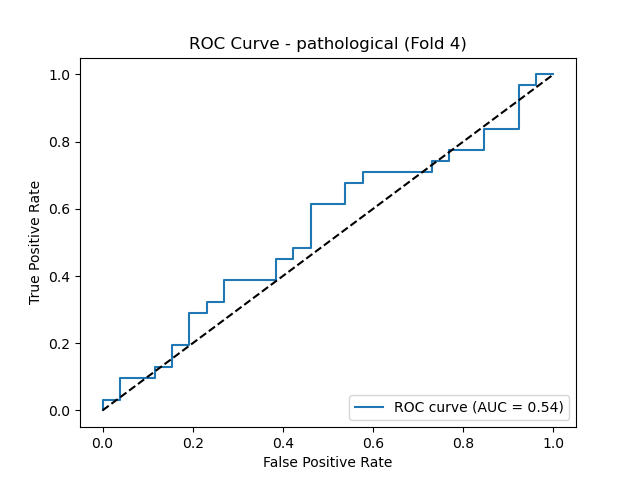 ROC Curve - pathological (Fold 4)
1.0
0.8
0.6
0.4
0.2
0.0
True Positive Rate
ROC curve (AUC = 0.54)
0.0 0.2 0.4 0.6 0.8 1.0
False Positive Rate